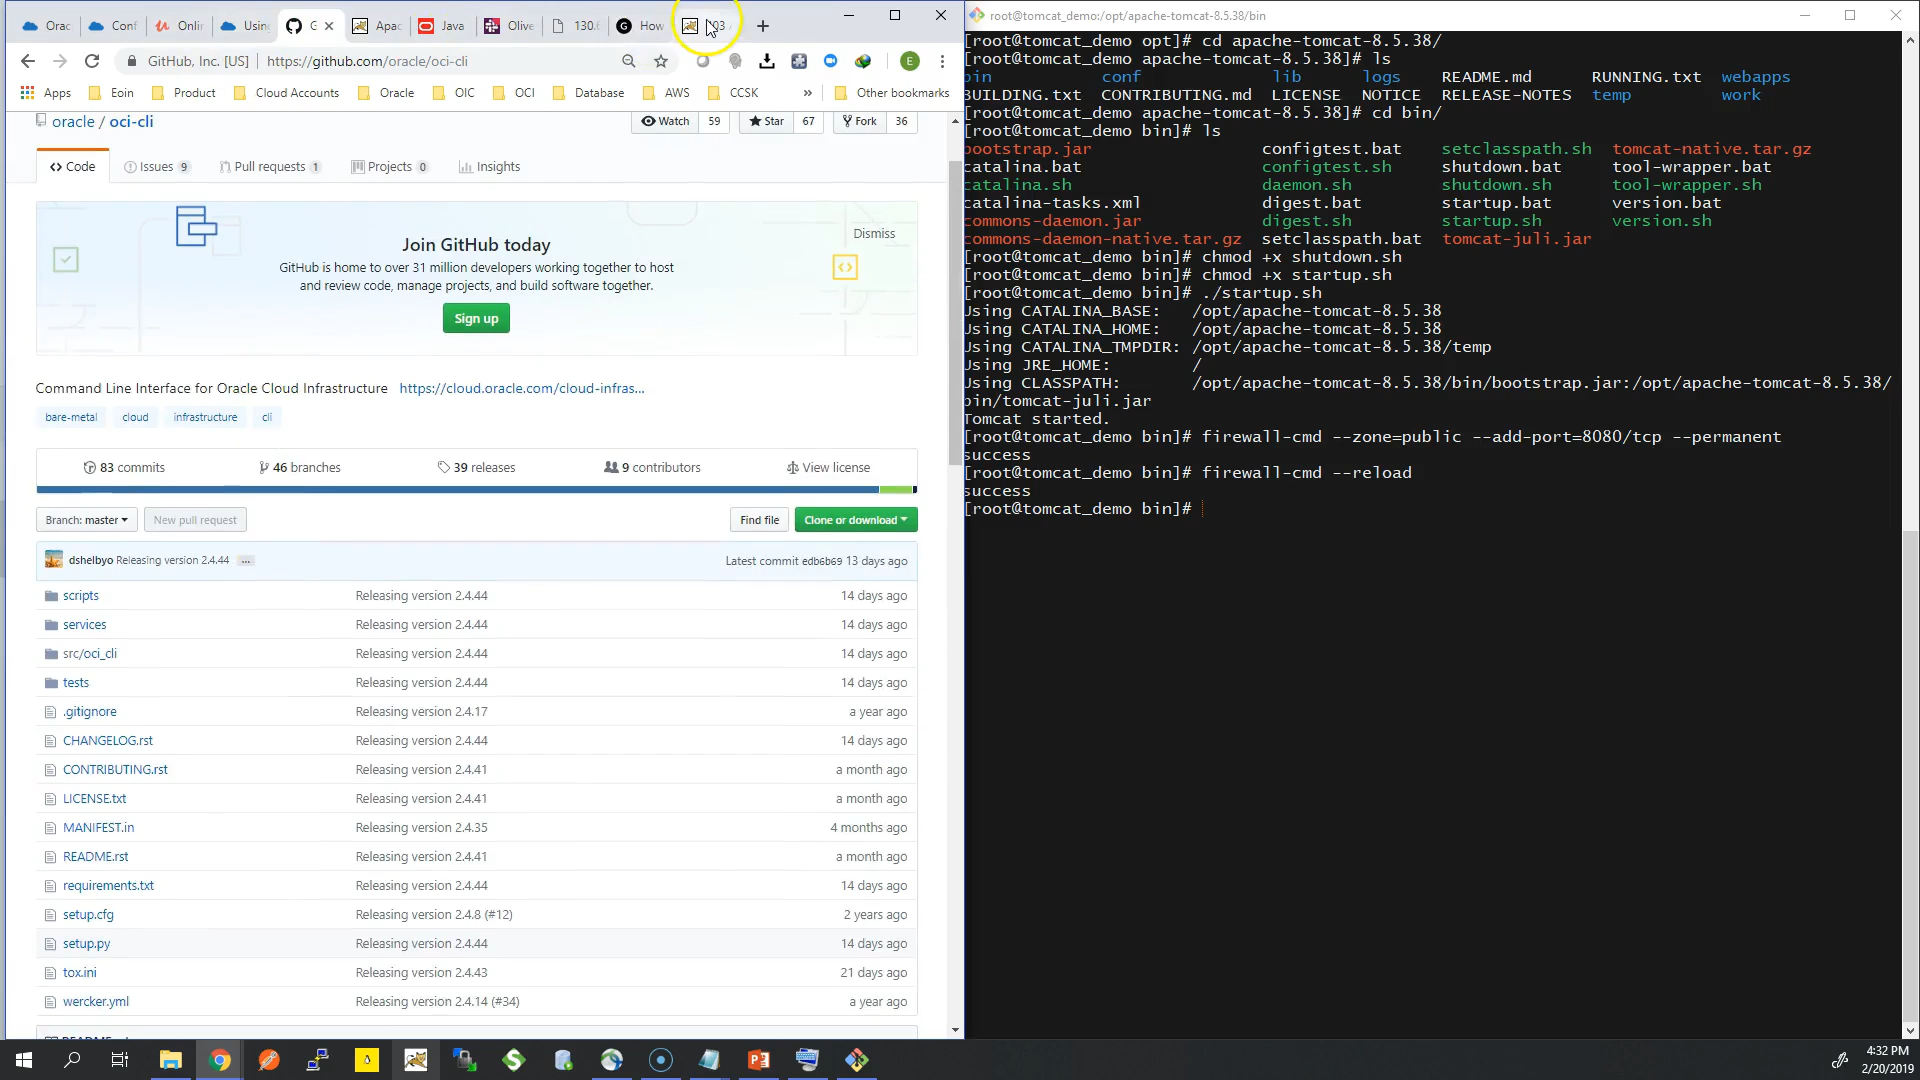 Orac
Conf
Onlin
Using
G
Apac
Java
Olive
130.6
How
403
root@tomcat_demo:/opt/apache-tomcat-8.5.38/bin
GitHub, Inc. [US]
https://github.com/oracle/oci-cli
E
Apps
Eoin
Product
Cloud Accounts
Oracle
OIC
OCI
Database
AWS
CCSK
»
Other bookmarks
oracle / oci-cli
Watch 59
Star 67
Fork 36
Code
Issues 9
Pull requests 1
Projects 0
Insights
Join GitHub today
Dismiss
GitHub is home to over 31 million developers working together to host
and review code, manage projects, and build software together.
Sign up
Command Line Interface for Oracle Cloud Infrastructure https://cloud.oracle.com/cloud-infras...
bare-metal cloud infrastructure cli
83 commits
46 branches
39 releases
9 contributors
View license
Branch: master
New pull request
Find file
Clone or download
dshelbyo Releasing version 2.4.44 ...
Latest commit edb6b69 13 days ago
scripts Releasing version 2.4.44 14 days ago
services Releasing version 2.4.44 14 days ago
src/oci_cli Releasing version 2.4.44 14 days ago
tests Releasing version 2.4.44 14 days ago
.gitignore Releasing version 2.4.17 a year ago
CHANGELOG.rst Releasing version 2.4.44 14 days ago
CONTRIBUTING.rst Releasing version 2.4.41 a month ago
LICENSE.txt Releasing version 2.4.41 a month ago
MANIFEST.in Releasing version 2.4.35 4 months ago
README.rst Releasing version 2.4.41 a month ago
requirements.txt Releasing version 2.4.44 14 days ago
setup.cfg Releasing version 2.4.8 (#12) 2 years ago
setup.py Releasing version 2.4.44 14 days ago
tox.ini Releasing version 2.4.43 21 days ago
wercker.yml Releasing version 2.4.14 (#34) a year ago
[root@tomcat_demo opt]# cd apache-tomcat-8.5.38/
[root@tomcat_demo apache-tomcat-8.5.38]# ls
bin conf lib logs README.md RUNNING.txt webapps
BUILDING.txt CONTRIBUTING.md LICENSE NOTICE RELEASE-NOTES temp work
[root@tomcat_demo apache-tomcat-8.5.38]# cd bin/
[root@tomcat_demo bin]# ls
bootstrap.jar configtest.bat setclasspath.sh tomcat-native.tar.gz
catalina.bat configtest.sh shutdown.bat tool-wrapper.bat
catalina.sh daemon.sh shutdown.sh tool-wrapper.sh
catalina-tasks.xml digest.bat startup.bat version.bat
commons-daemon.jar digest.sh startup.sh version.sh
commons-daemon-native.tar.gz setclasspath.bat tomcat-juli.jar
[root@tomcat_demo bin]# chmod +x shutdown.sh
[root@tomcat_demo bin]# chmod +x startup.sh
[root@tomcat_demo bin]# ./startup.sh
Using CATALINA_BASE: /opt/apache-tomcat-8.5.38
Using CATALINA_HOME: /opt/apache-tomcat-8.5.38
Using CATALINA_TMPDIR: /opt/apache-tomcat-8.5.38/temp
Using JRE_HOME: /
Using CLASSPATH: /opt/apache-tomcat-8.5.38/bin/bootstrap.jar:/opt/apache-tomcat-8.5.38/
bin/tomcat-juli.jar
Tomcat started.
[root@tomcat_demo bin]# firewall-cmd --zone=public --add-port=8080/tcp --permanent
success
[root@tomcat_demo bin]# firewall-cmd --reload
success
[root@tomcat_demo bin]#
4:32 PM
2/20/2019